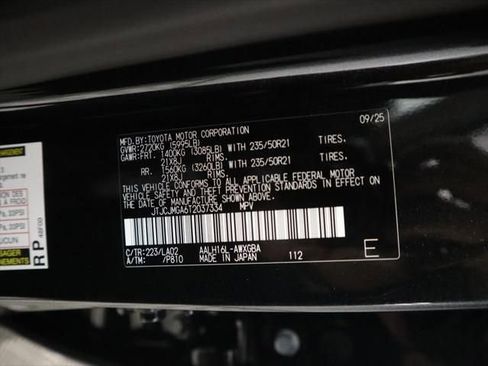 09/25
MFD.BY:TOYOTA MOTOR CORPORATION
GVWR:2720KG (5995LB)
GAWR:FRT. 1400KG (3085LB) WITH 235/50R21 TIRES.
21X8J RIMS.
RR. 1560KG (3260LB) WITH 235/50R21 TIRES.
21X8J RIMS.
THIS VEHICLE CONFORMS TO ALL APPLICABLE FEDERAL MOTOR
VEHICLE SAFETY STANDARDS IN EFFECT ON
THE DATE OF MANUFACTURE SHOWN ABOVE.
JTJCJMGA612037334 MPV
C/TR:223/LA02 AALH16L-AWXGBA
A/TM: /P810 MADE IN JAPAN 112
E
RP